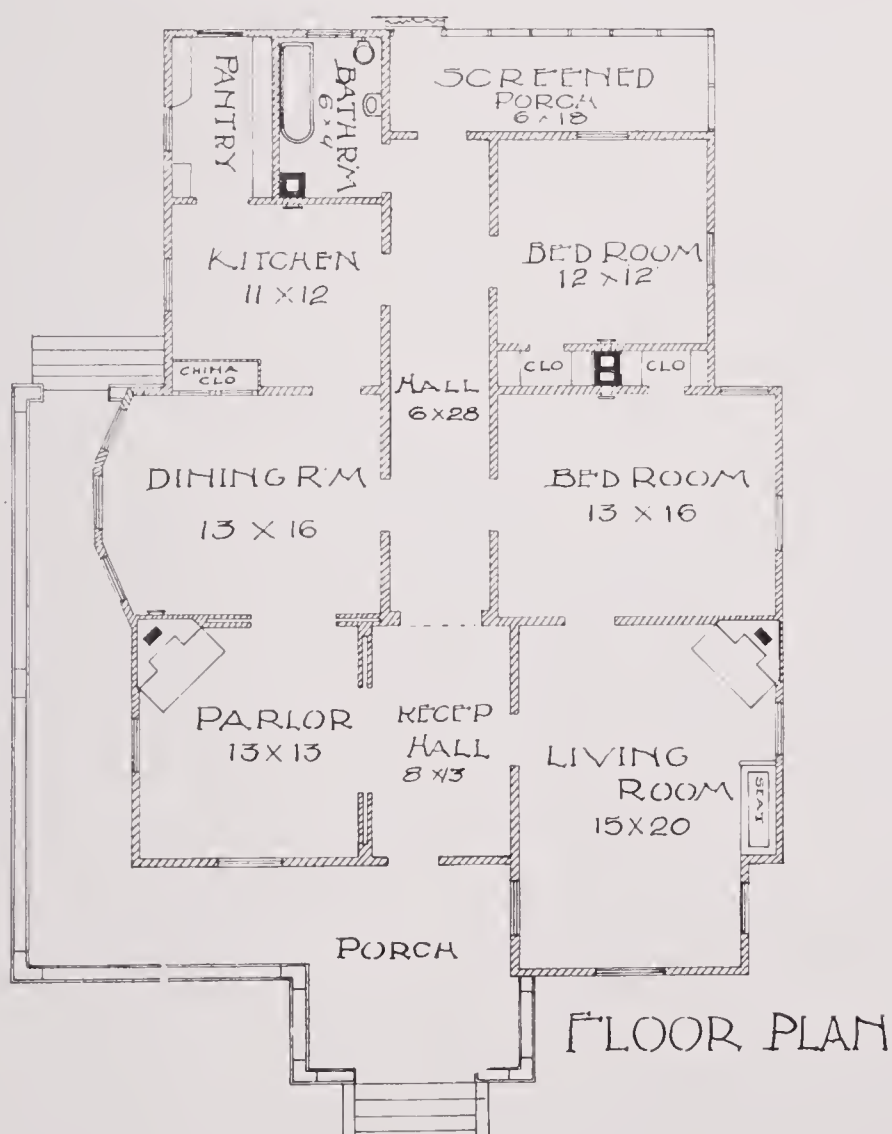 PANTRY
BATH R'M
6 × 4
SCREENED
PORCH
6 × 18
KITCHEN
11 × 12
BED ROOM
12 × 12
CHINA
CLO
CLO
CLO
HALL
6 × 28
DINING R'M
13 × 16
BED ROOM
13 × 16
PARLOR
13 × 13
RECEP
HALL
8 × 13
LIVING
ROOM
15 × 20
SEAT
PORCH
FLOOR PLAN